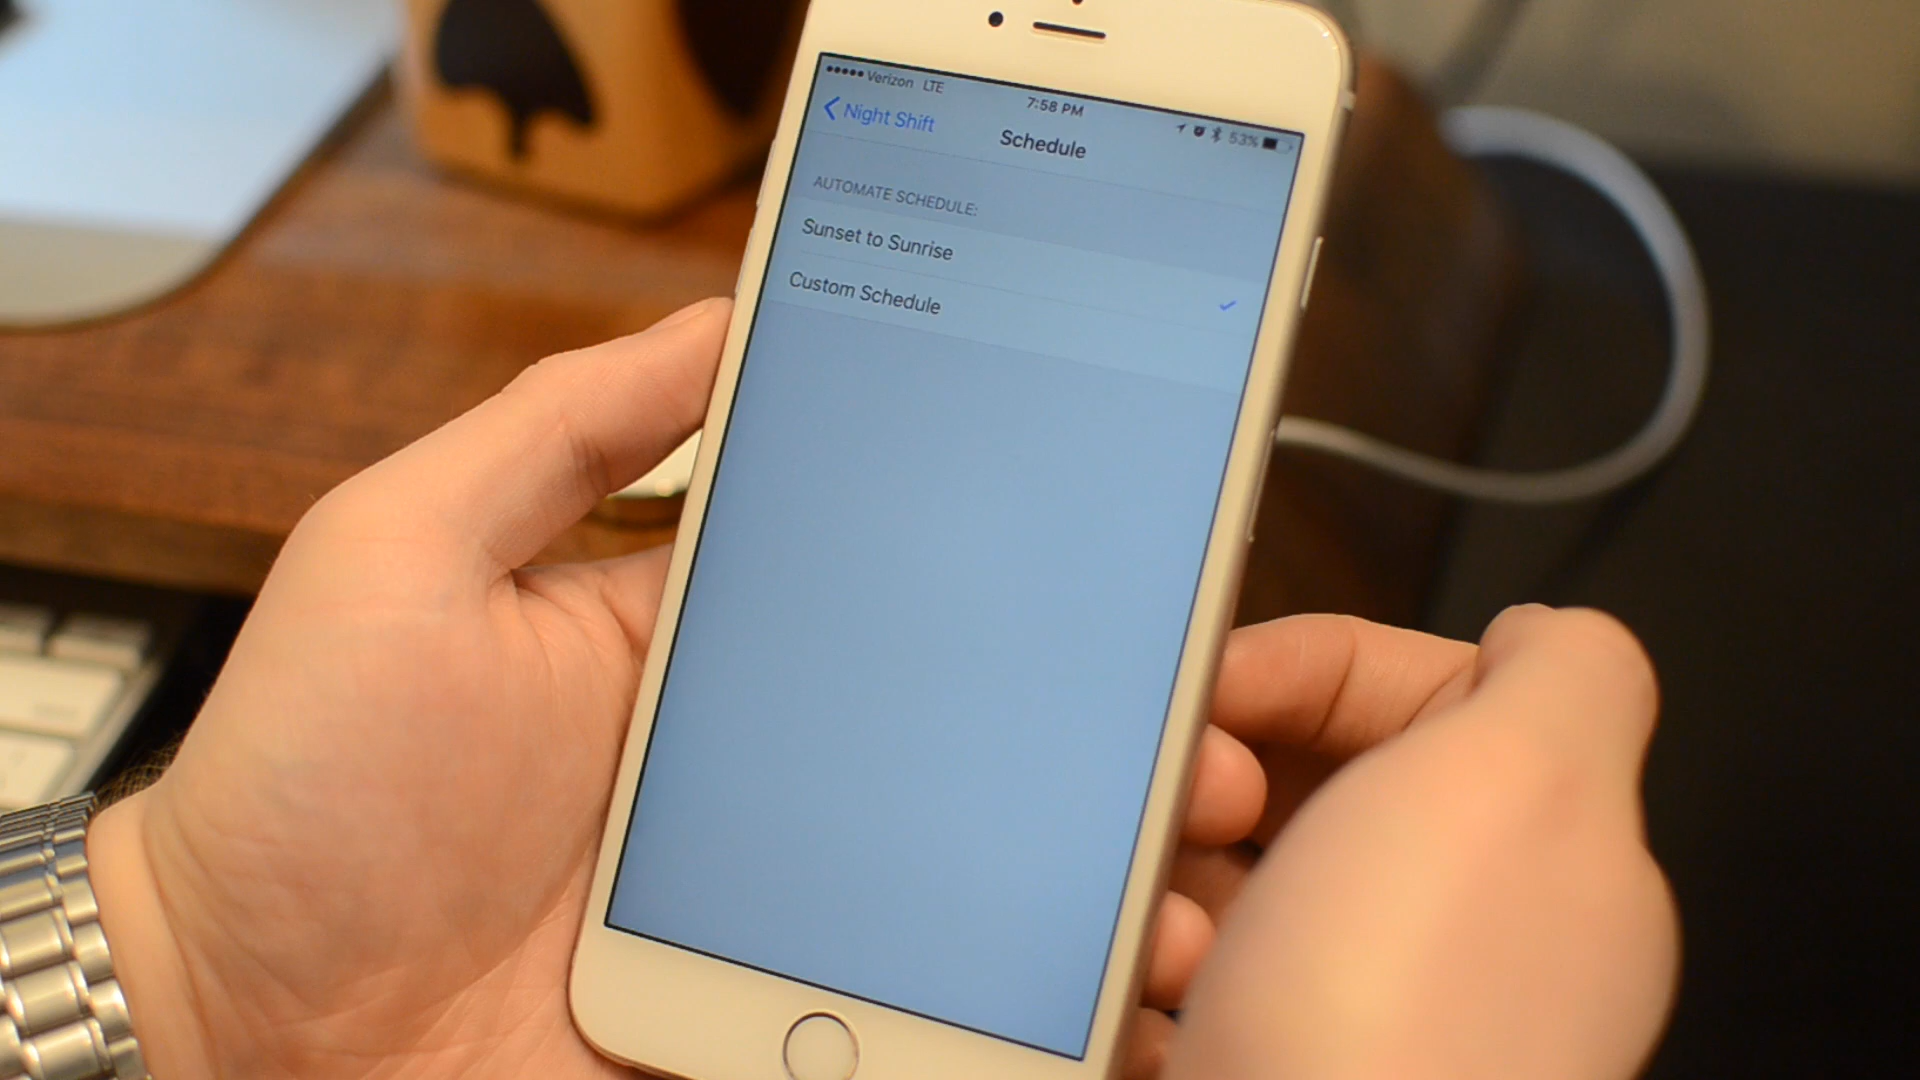 Verizon LTE
7:58 PM
53%
Night Shift
Schedule
AUTOMATE SCHEDULE:
Sunset to Sunrise
Custom Schedule